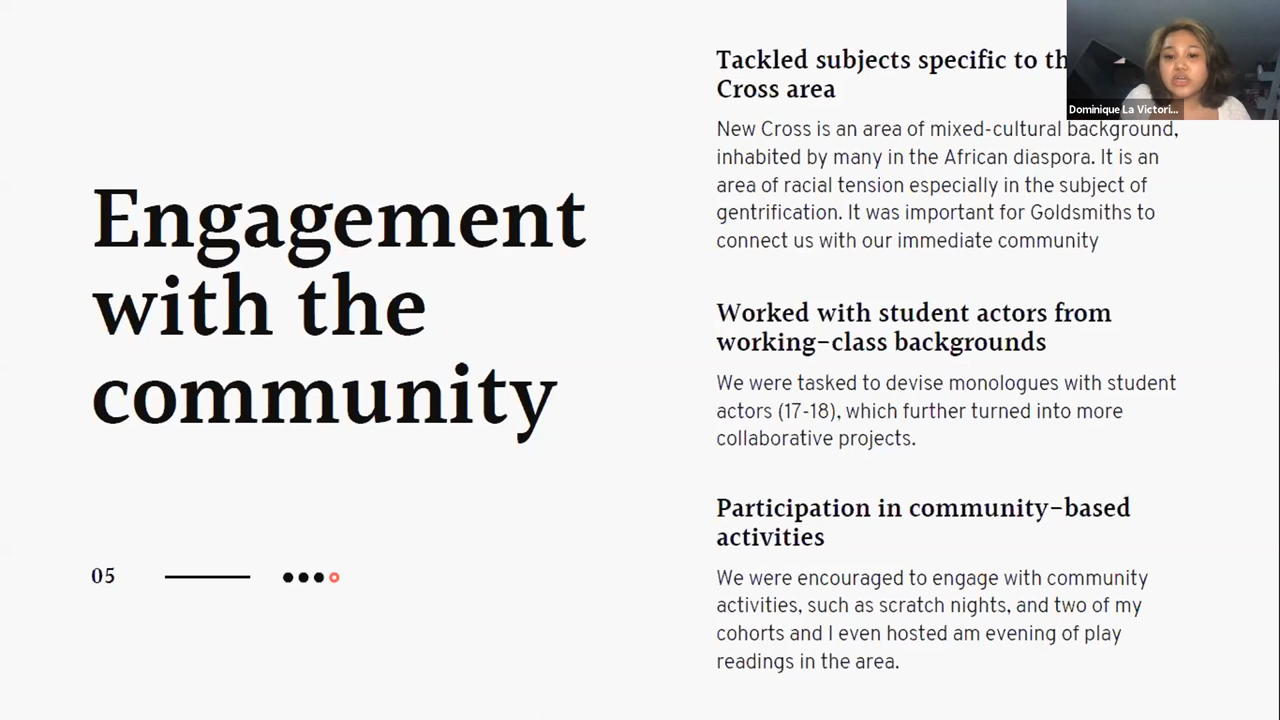 Engagement
with the
community
05
Tackled subjects specific to
Cross area
New Cross is an area of mixed-cultural background,
inhabited by many in the African diaspora. It is an
area of racial tension especially in the subject of
gentrification. It was important for Goldsmiths to
connect us with our immediate community
Worked with student actors from
working-class backgrounds
We were tasked to devise monologues with student
actors (17-18), which further turned into more
collaborative projects.
Participation in community-based
activities
We were encouraged to engage with community
activities, such as scratch nights, and two of my
cohorts and I even hosted am evening of play
readings in the area.
Dominique La Victori...